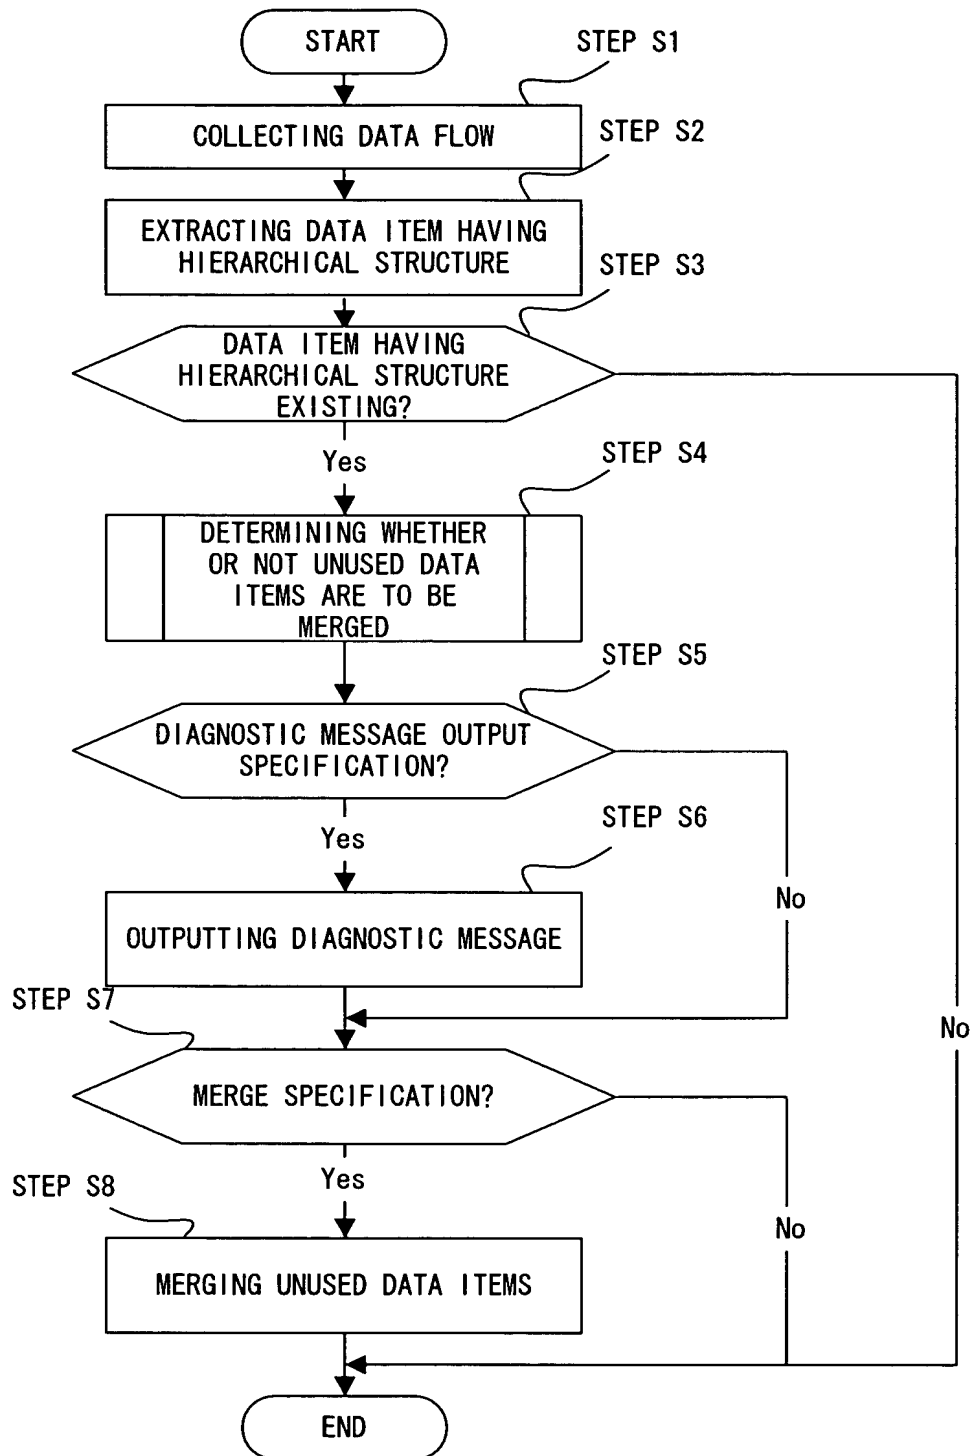 START
STEP S1
COLLECTING DATA FLOW
STEP S2
EXTRACTING DATA ITEM HAVING
HIERARCHICAL STRUCTURE
STEP S3
DATA ITEM HAVING
HIERARCHICAL STRUCTURE
EXISTING?
Yes
STEP S4
DETERMINING WHETHER
OR NOT UNUSED DATA
ITEMS ARE TO BE
MERGED
STEP S5
DIAGNOSTIC MESSAGE OUTPUT
SPECIFICATION?
STEP S6
Yes
No
OUTPUTTING DIAGNOSTIC MESSAGE
STEP S7
No
MERGE SPECIFICATION?
Yes
STEP S8
No
MERGING UNUSED DATA ITEMS
END